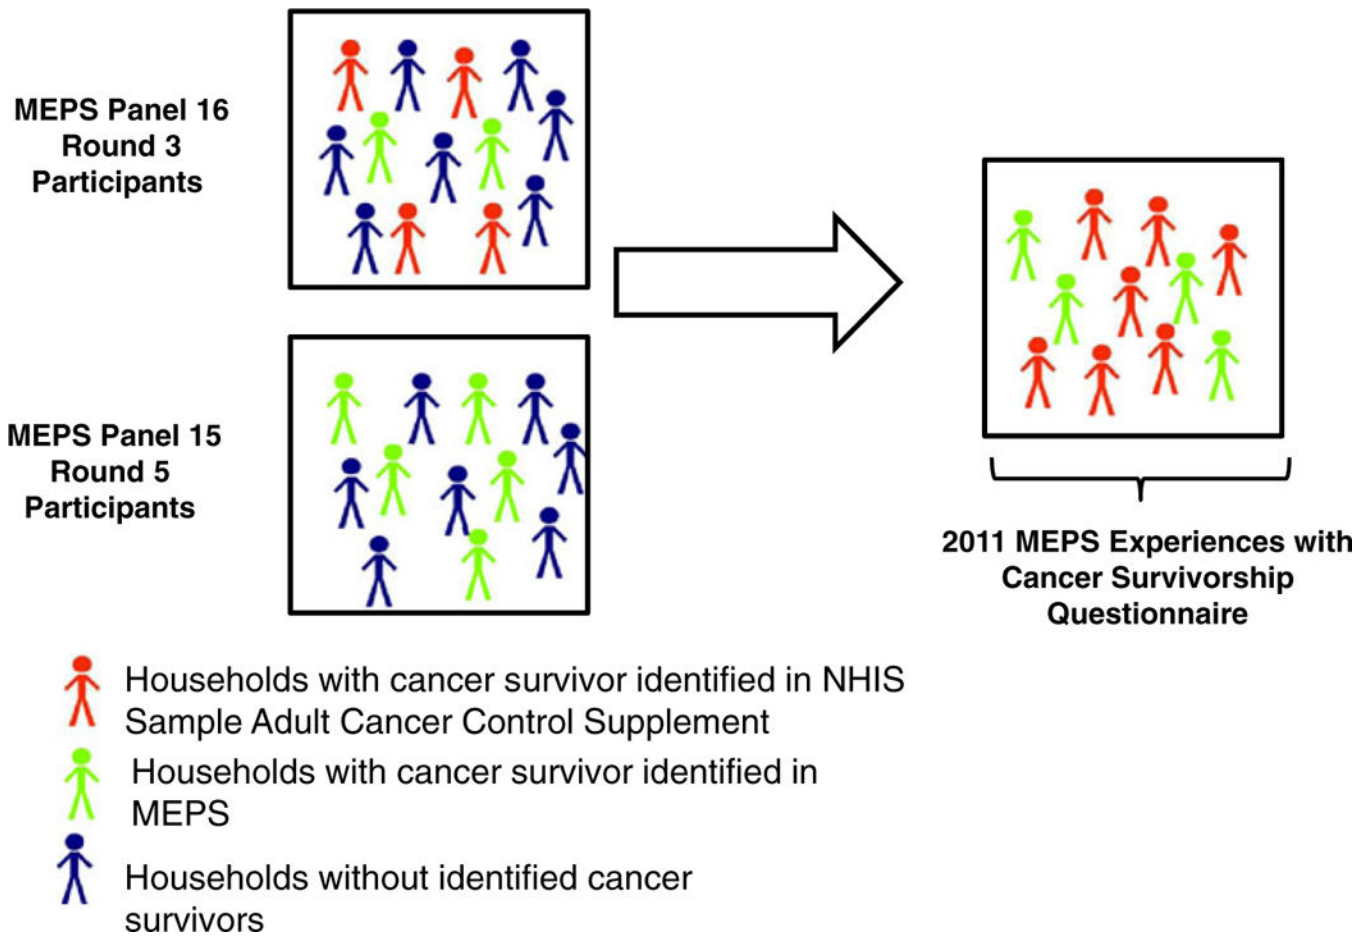 MEPS Panel 16
Round 3
Participants
MEPS Panel 15
Round 5
Participants
2011 MEPS Experiences with
Cancer Survivorship
Questionnaire
Households with cancer survivor identified in NHIS
Sample Adult Cancer Control Supplement
Households with cancer survivor identified in
MEPS
Households without identified cancer
survivors